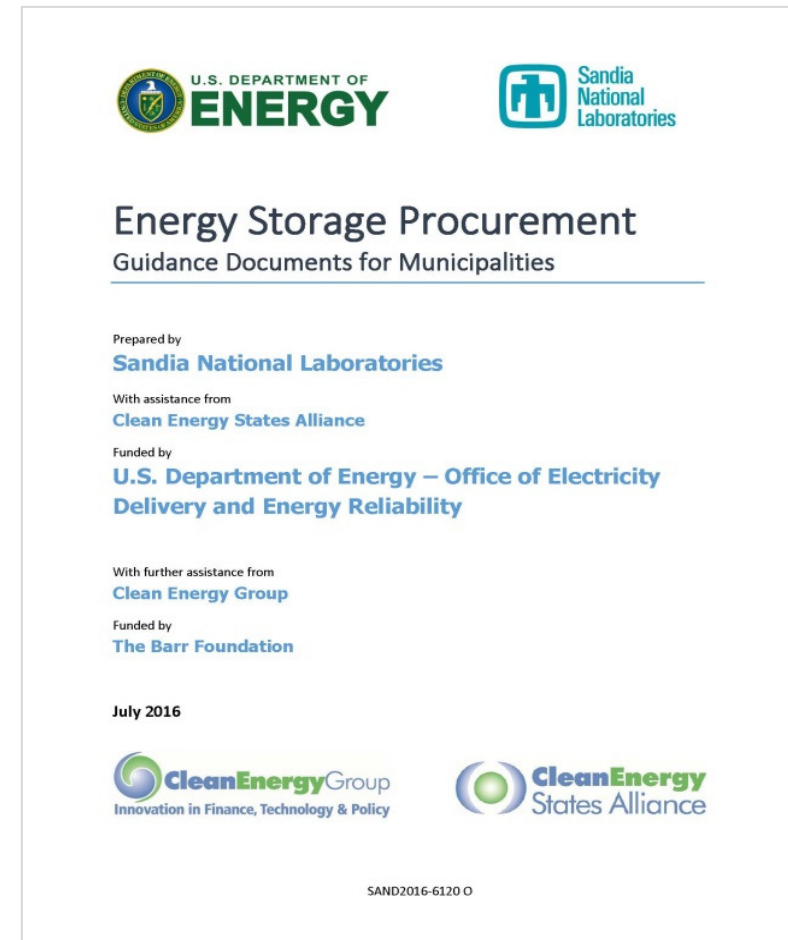 U.S. DEPARTMENT OF
ENERGY
Sandia
National
Laboratories
Energy Storage Procurement
Guidance Documents for Municipalities
Prepared by
Sandia National Laboratories
With assistance from
Clean Energy States Alliance
Funded by
U.S. Department of Energy – Office of Electricity
Delivery and Energy Reliability
With further assistance from
Clean Energy Group
Funded by
The Barr Foundation
July 2016
CleanEnergyGroup
Innovation in Finance, Technology & Policy
CleanEnergy
States Alliance
SAND2016-6120 O